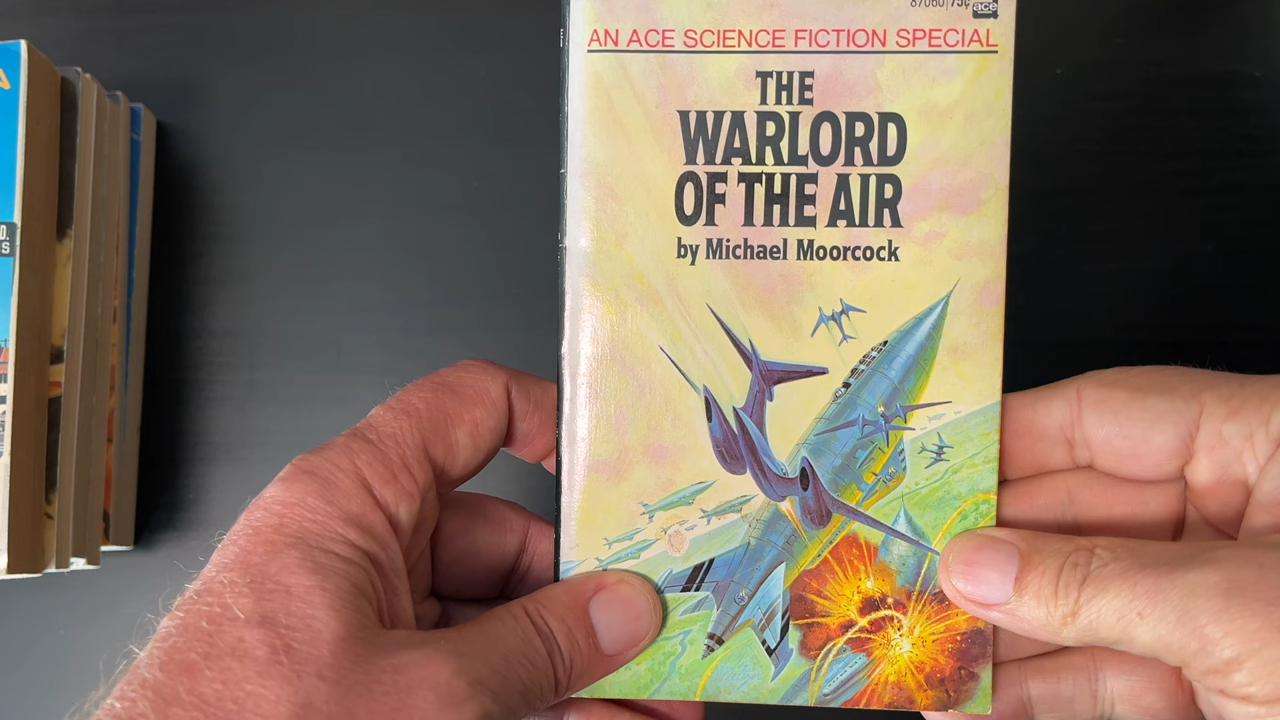 87060 75¢
ace
AN ACE SCIENCE FICTION SPECIAL
THE
WARLORD
OF THE AIR
by Michael Moorcock
D.
S